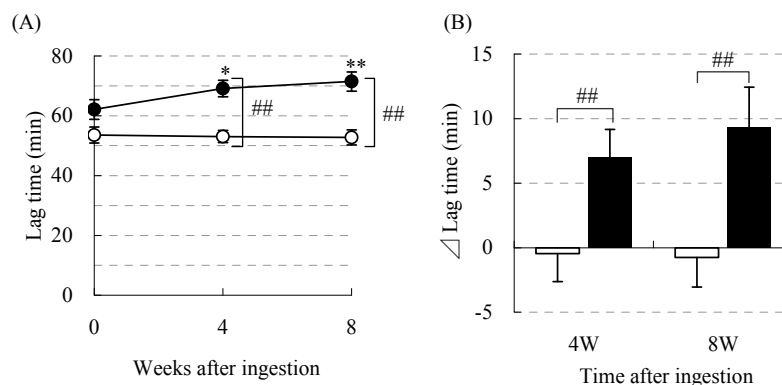 (A)
80
60
40
20
0
Lag time (min)
*
**
##
##
0
4
8
Weeks after ingestion
(B)
15
10
5
0
-5
⊿ Lag time (min)
##
##
4W
8W
Time after ingestion